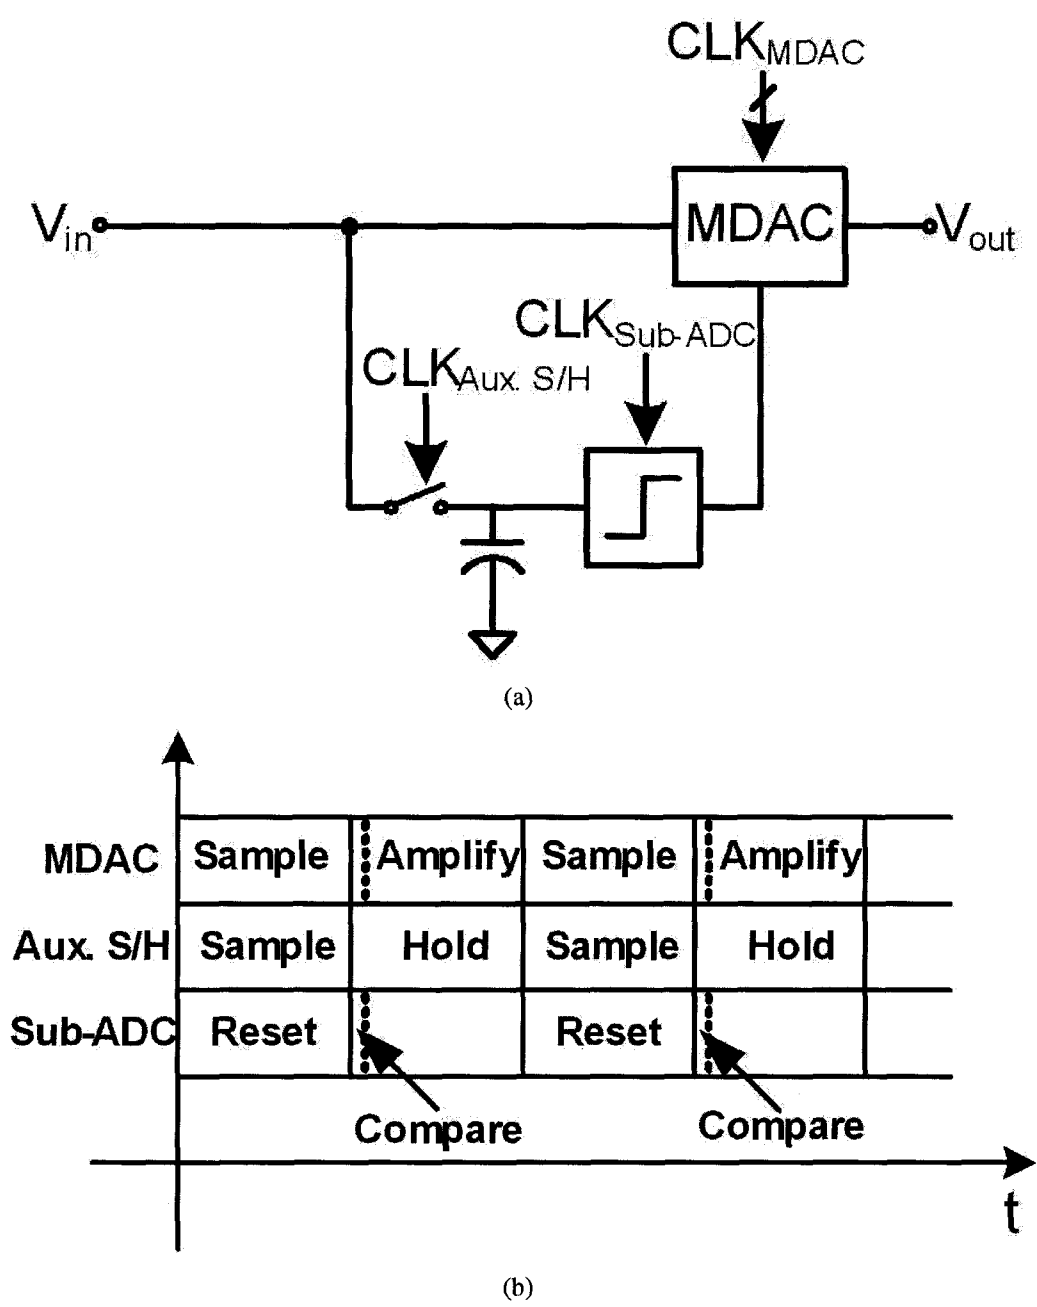 CLKMDAC
Vin
MDAC
Vout
CLKSub-ADC
CLKAux. S/H
(a)
MDAC Sample Amplify Sample Amplify
Aux. S/H Sample Hold Sample Hold
Sub-ADC Reset Reset
Compare Compare
t
(b)